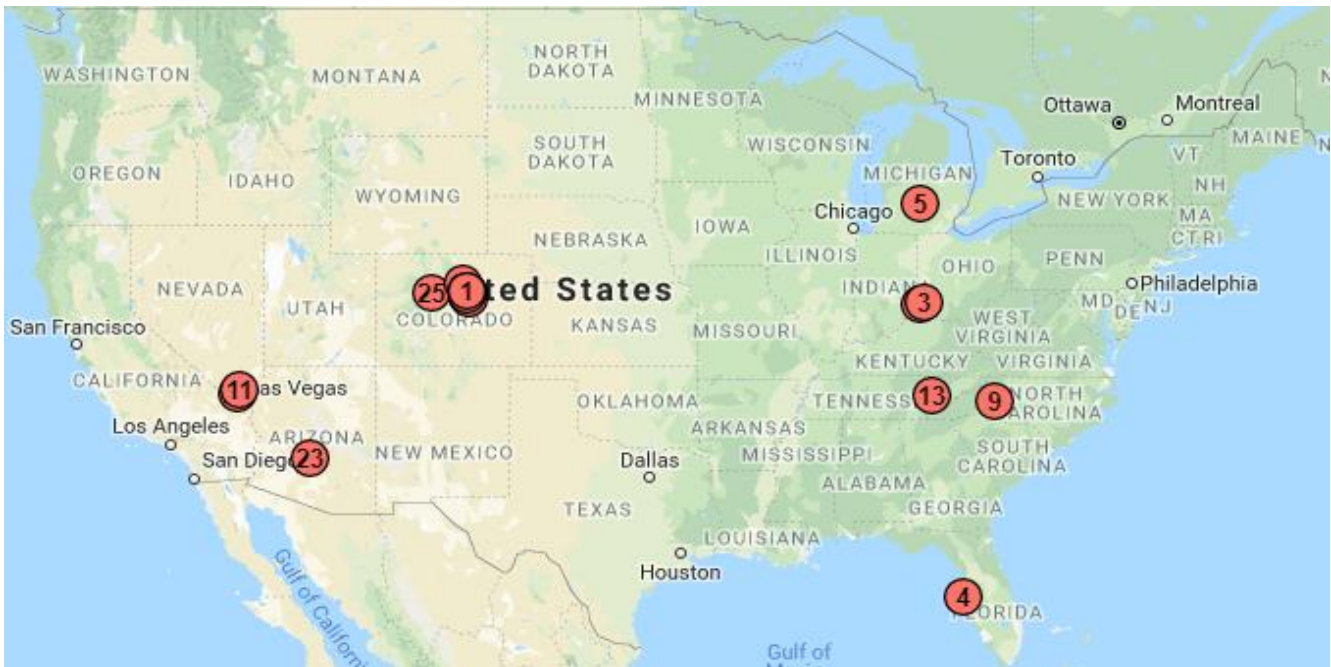 NORTH
DAKOTA
WASHINGTON
MONTANA
MINNESOTA
Ottawa
Montreal
MAINE
SOUTH
DAKOTA
WISCONSIN
VT
OREGON
IDAHO
MICHIGAN
Toronto
NH
WYOMING
5
NEW YORK
Chicago
MA
IOWA
CT RI
NEBRASKA
ILLINOIS
PENN
OHIO
NEVADA
UTAH
25
1
ted States
INDIAN
3
MD
DE
NJ
Philadelphia
COLORADO
KANSAS
MISSOURI
WEST
VIRGINIA
San Francisco
KENTUCKY
VIRGINIA
CALIFORNIA
11
as Vegas
OKLAHOMA
TENNESS
13
9
NORTH
CAROLINA
Los Angeles
ARIZONA
NEW MEXICO
ARKANSAS
SOUTH
CAROLINA
San Diego
23
Dallas
MISSISSIPPI
ALABAMA
TEXAS
GEORGIA
LOUISIANA
Houston
Gulf of California
4
FLORIDA
Gulf of